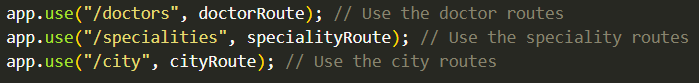 app.use("/doctors", doctorRoute); // Use the doctor routes
app.use("/specialities", specialityRoute); // Use the speciality routes
app.use("/city", cityRoute); // Use the city routes